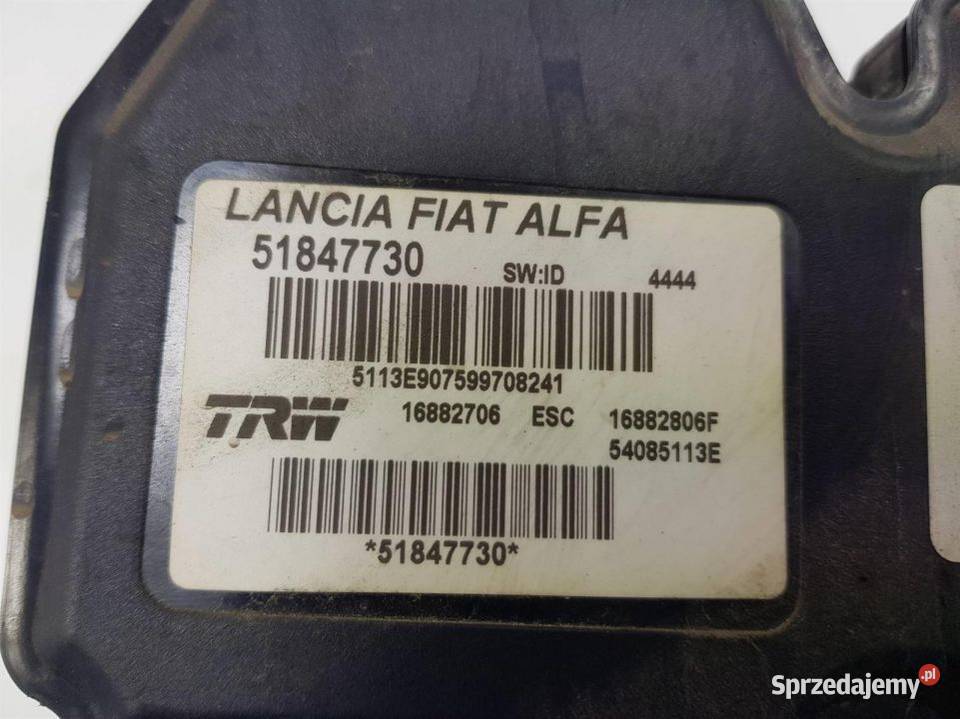 LANCIA FIAT ALFA
51847730 SW:ID 4444
5113E907599708241
TRW 16882706 ESC 16882806F
54085113E
*51847730*
Sprzedajemy.pl